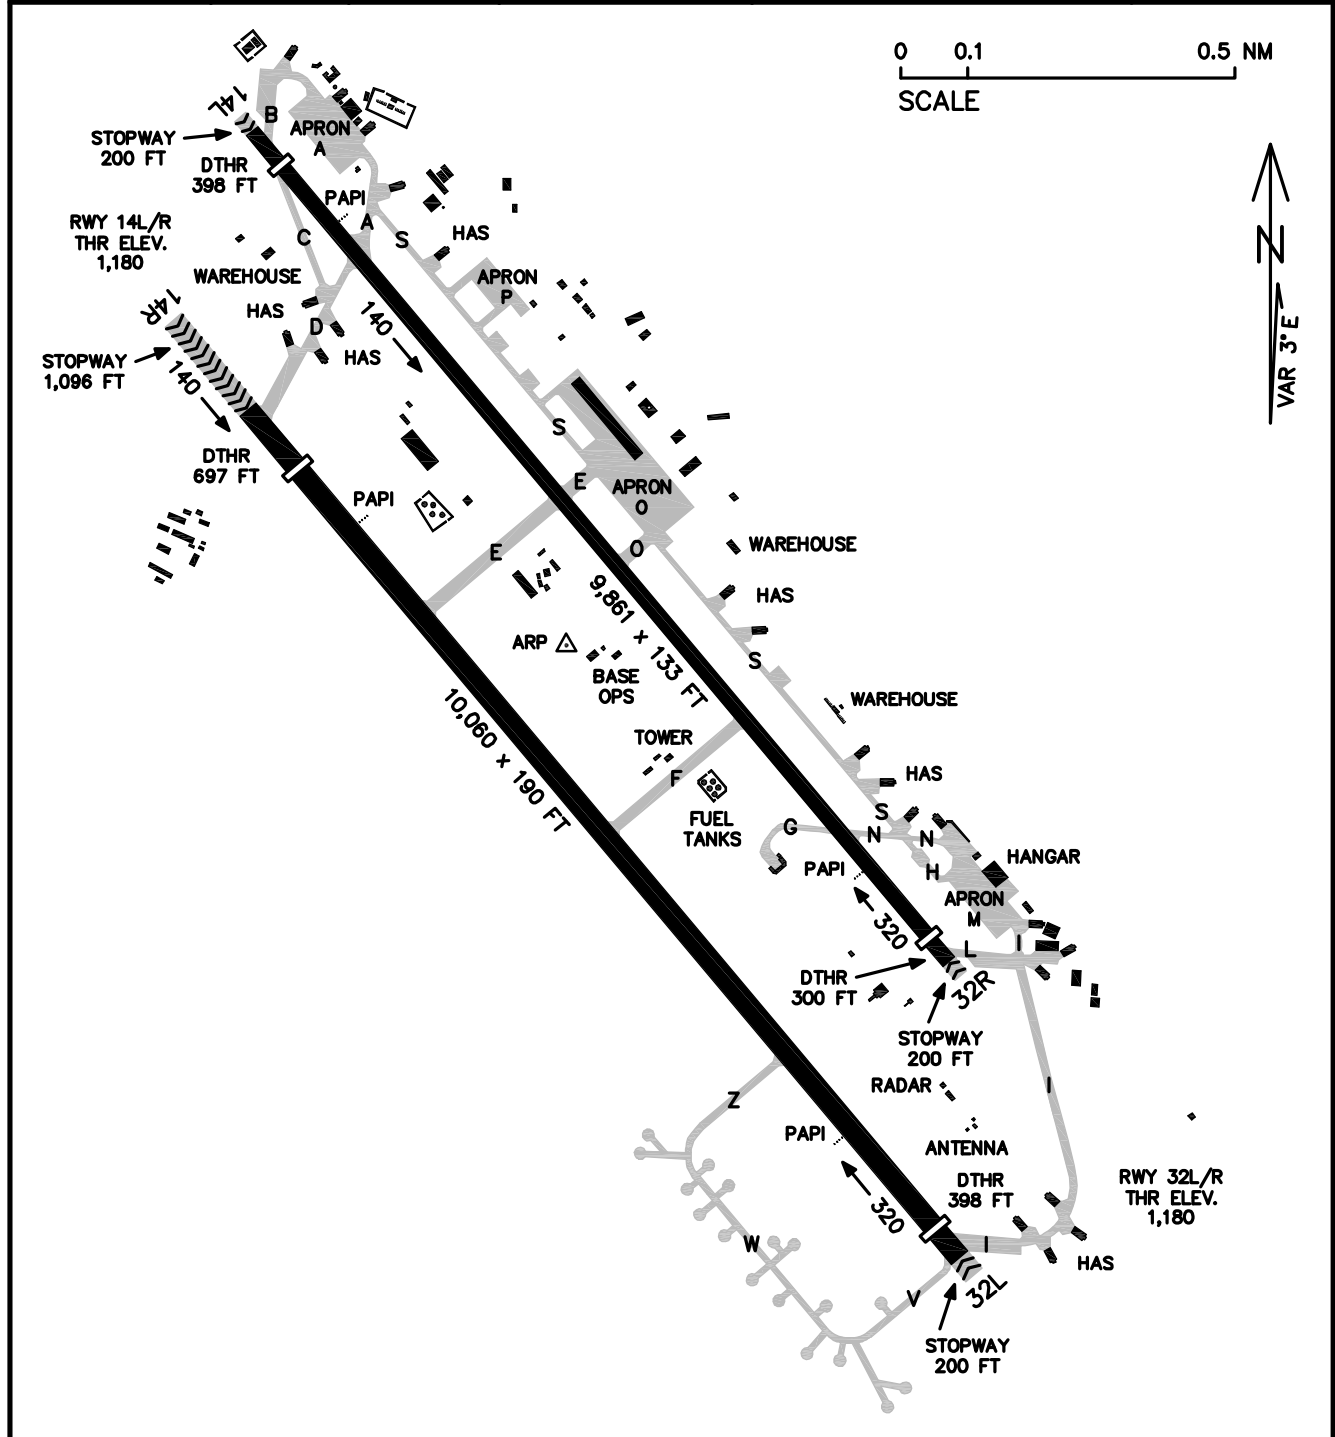 0 0.1 0.5 NM
SCALE
14L
B
STOPWAY
200 FT
APRON
A
DTHR
398 FT
PAPI
RWY 14L/R
THR ELEV.
1,180
A
C
S
HAS
N
WAREHOUSE
APRON
P
14R
HAS
D
140
HAS
VAR 3° E
STOPWAY
1,096 FT
140
S
DTHR
697 FT
E
APRON
O
PAPI
E
O
WAREHOUSE
9,861 x 133 FT
HAS
ARP
BASE
OPS
S
10,060 x 190 FT
WAREHOUSE
TOWER
F
HAS
FUEL
TANKS
S
G
N
N
HANGAR
PAPI
H
APRON
M
320
L
I
DTHR
300 FT
32R
STOPWAY
200 FT
RADAR
I
Z
PAPI
ANTENNA
DTHR
398 FT
RWY 32L/R
THR ELEV.
1,180
320
W
I
HAS
V
32L
STOPWAY
200 FT